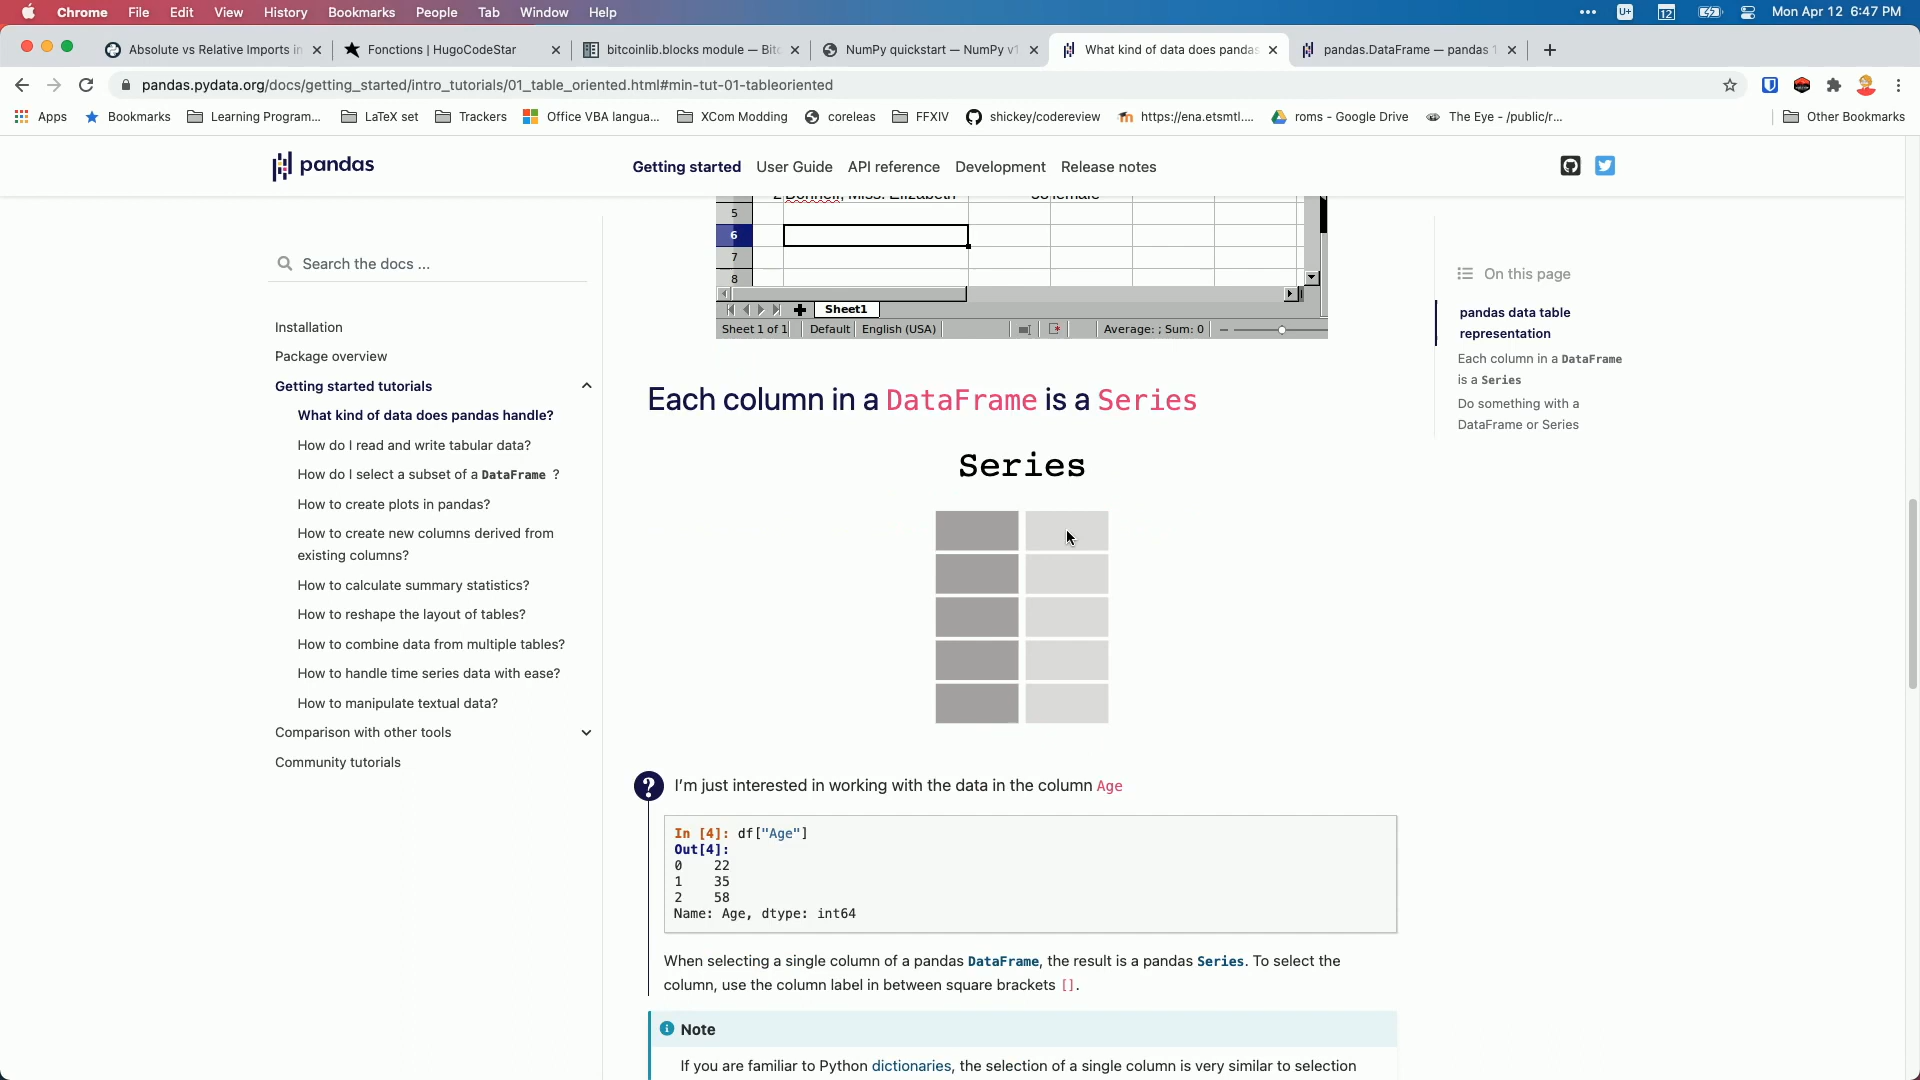 Chrome File Edit View History Bookmarks People Tab Window Help
U+ 12 Mon Apr 12 6:47 PM
Absolute vs Relative Imports in
Fonctions | HugoCodeStar
bitcoinlib.blocks module — Bitc
NumPy quickstart — NumPy v1
What kind of data does pandas
pandas.DataFrame — pandas 1
pandas.pydata.org/docs/getting_started/intro_tutorials/01_table_oriented.html#min-tut-01-tableoriented
Apps Bookmarks Learning Program... LaTeX set Trackers Office VBA langua... XCom Modding coreleas FFXIV shickey/codereview https://ena.etsmtl.... roms - Google Drive The Eye - /public/r... Other Bookmarks
pandas
Getting started User Guide API reference Development Release notes
Search the docs ...
Installation
Package overview
Getting started tutorials
What kind of data does pandas handle?
How do I read and write tabular data?
How do I select a subset of a DataFrame ?
How to create plots in pandas?
How to create new columns derived from
existing columns?
How to calculate summary statistics?
How to reshape the layout of tables?
How to combine data from multiple tables?
How to handle time series data with ease?
How to manipulate textual data?
Comparison with other tools
Community tutorials
5
6
7
8
Sheet1
Sheet 1 of 1 Default English (USA) Average: ; Sum: 0
Each column in a DataFrame is a Series
Series
? I'm just interested in working with the data in the column Age
In [4]: df["Age"]
Out[4]:
0 22
1 35
2 58
Name: Age, dtype: int64
When selecting a single column of a pandas DataFrame, the result is a pandas Series. To select the
column, use the column label in between square brackets [].
Note
If you are familiar to Python dictionaries, the selection of a single column is very similar to selection
On this page
pandas data table
representation
Each column in a DataFrame
is a Series
Do something with a
DataFrame or Series